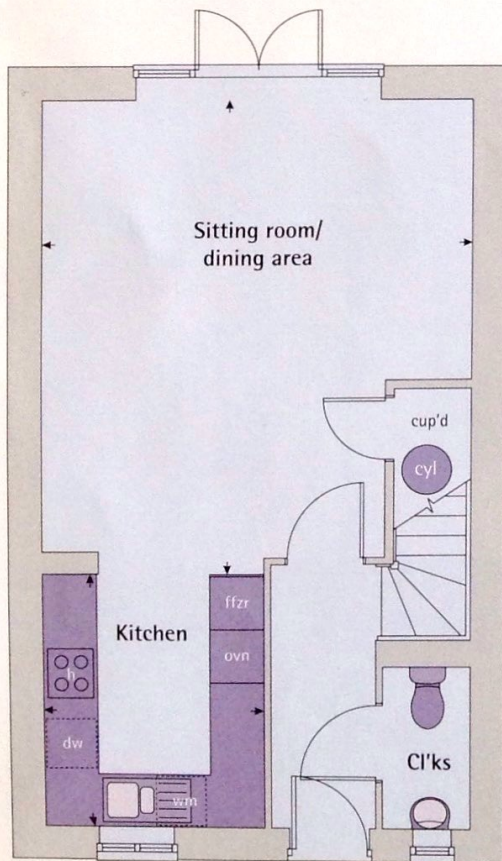 Sitting room/
dining area
cup'd
cyl
ffzr
Kitchen
ovn
h
dw
Cl'ks
wm